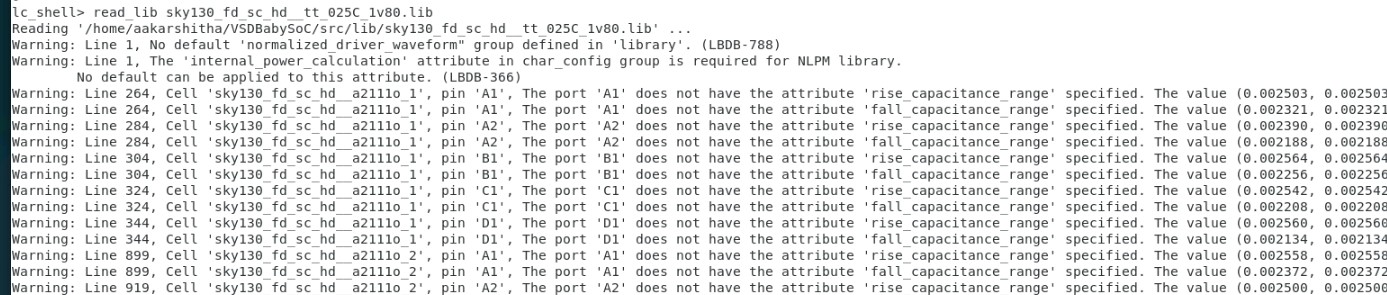 lc_shell> read_lib sky130_fd_sc_hd__tt_025C_1v80.lib
Reading '/home/aakarshitha/VSDBabySoC/src/lib/sky130_fd_sc_hd__tt_025C_1v80.lib' ...
Warning: Line 1, No default 'normalized_driver_waveform" group defined in 'library'. (LBDB-788)
Warning: Line 1, The 'internal_power_calculation' attribute in char_config group is required for NLPM library.
No default can be applied to this attribute. (LBDB-366)
Warning: Line 264, Cell 'sky130_fd_sc_hd__a2111o_1', pin 'A1', The port 'A1' does not have the attribute 'rise_capacitance_range' specified. The value (0.002503, 0.002503
Warning: Line 264, Cell 'sky130_fd_sc_hd__a2111o_1', pin 'A1', The port 'A1' does not have the attribute 'fall_capacitance_range' specified. The value (0.002321, 0.002321
Warning: Line 284, Cell 'sky130_fd_sc_hd__a2111o_1', pin 'A2', The port 'A2' does not have the attribute 'rise_capacitance_range' specified. The value (0.002390, 0.002390
Warning: Line 284, Cell 'sky130_fd_sc_hd__a2111o_1', pin 'A2', The port 'A2' does not have the attribute 'fall_capacitance_range' specified. The value (0.002188, 0.002188
Warning: Line 304, Cell 'sky130_fd_sc_hd__a2111o_1', pin 'B1', The port 'B1' does not have the attribute 'rise_capacitance_range' specified. The value (0.002564, 0.002564
Warning: Line 304, Cell 'sky130_fd_sc_hd__a2111o_1', pin 'B1', The port 'B1' does not have the attribute 'fall_capacitance_range' specified. The value (0.002256, 0.002256
Warning: Line 324, Cell 'sky130_fd_sc_hd__a2111o_1', pin 'C1', The port 'C1' does not have the attribute 'rise_capacitance_range' specified. The value (0.002542, 0.002542
Warning: Line 324, Cell 'sky130_fd_sc_hd__a2111o_1', pin 'C1', The port 'C1' does not have the attribute 'fall_capacitance_range' specified. The value (0.002208, 0.002208
Warning: Line 344, Cell 'sky130_fd_sc_hd__a2111o_1', pin 'D1', The port 'D1' does not have the attribute 'rise_capacitance_range' specified. The value (0.002560, 0.002560
Warning: Line 344, Cell 'sky130_fd_sc_hd__a2111o_1', pin 'D1', The port 'D1' does not have the attribute 'fall_capacitance_range' specified. The value (0.002134, 0.002134
Warning: Line 899, Cell 'sky130_fd_sc_hd__a2111o_2', pin 'A1', The port 'A1' does not have the attribute 'rise_capacitance_range' specified. The value (0.002558, 0.002558
Warning: Line 899, Cell 'sky130_fd_sc_hd__a2111o_2', pin 'A1', The port 'A1' does not have the attribute 'fall_capacitance_range' specified. The value (0.002372, 0.002372
Warning: Line 919, Cell 'sky130_fd_sc_hd__a2111o_2', pin 'A2', The port 'A2' does not have the attribute 'rise_capacitance_range' specified. The value (0.002500, 0.002500